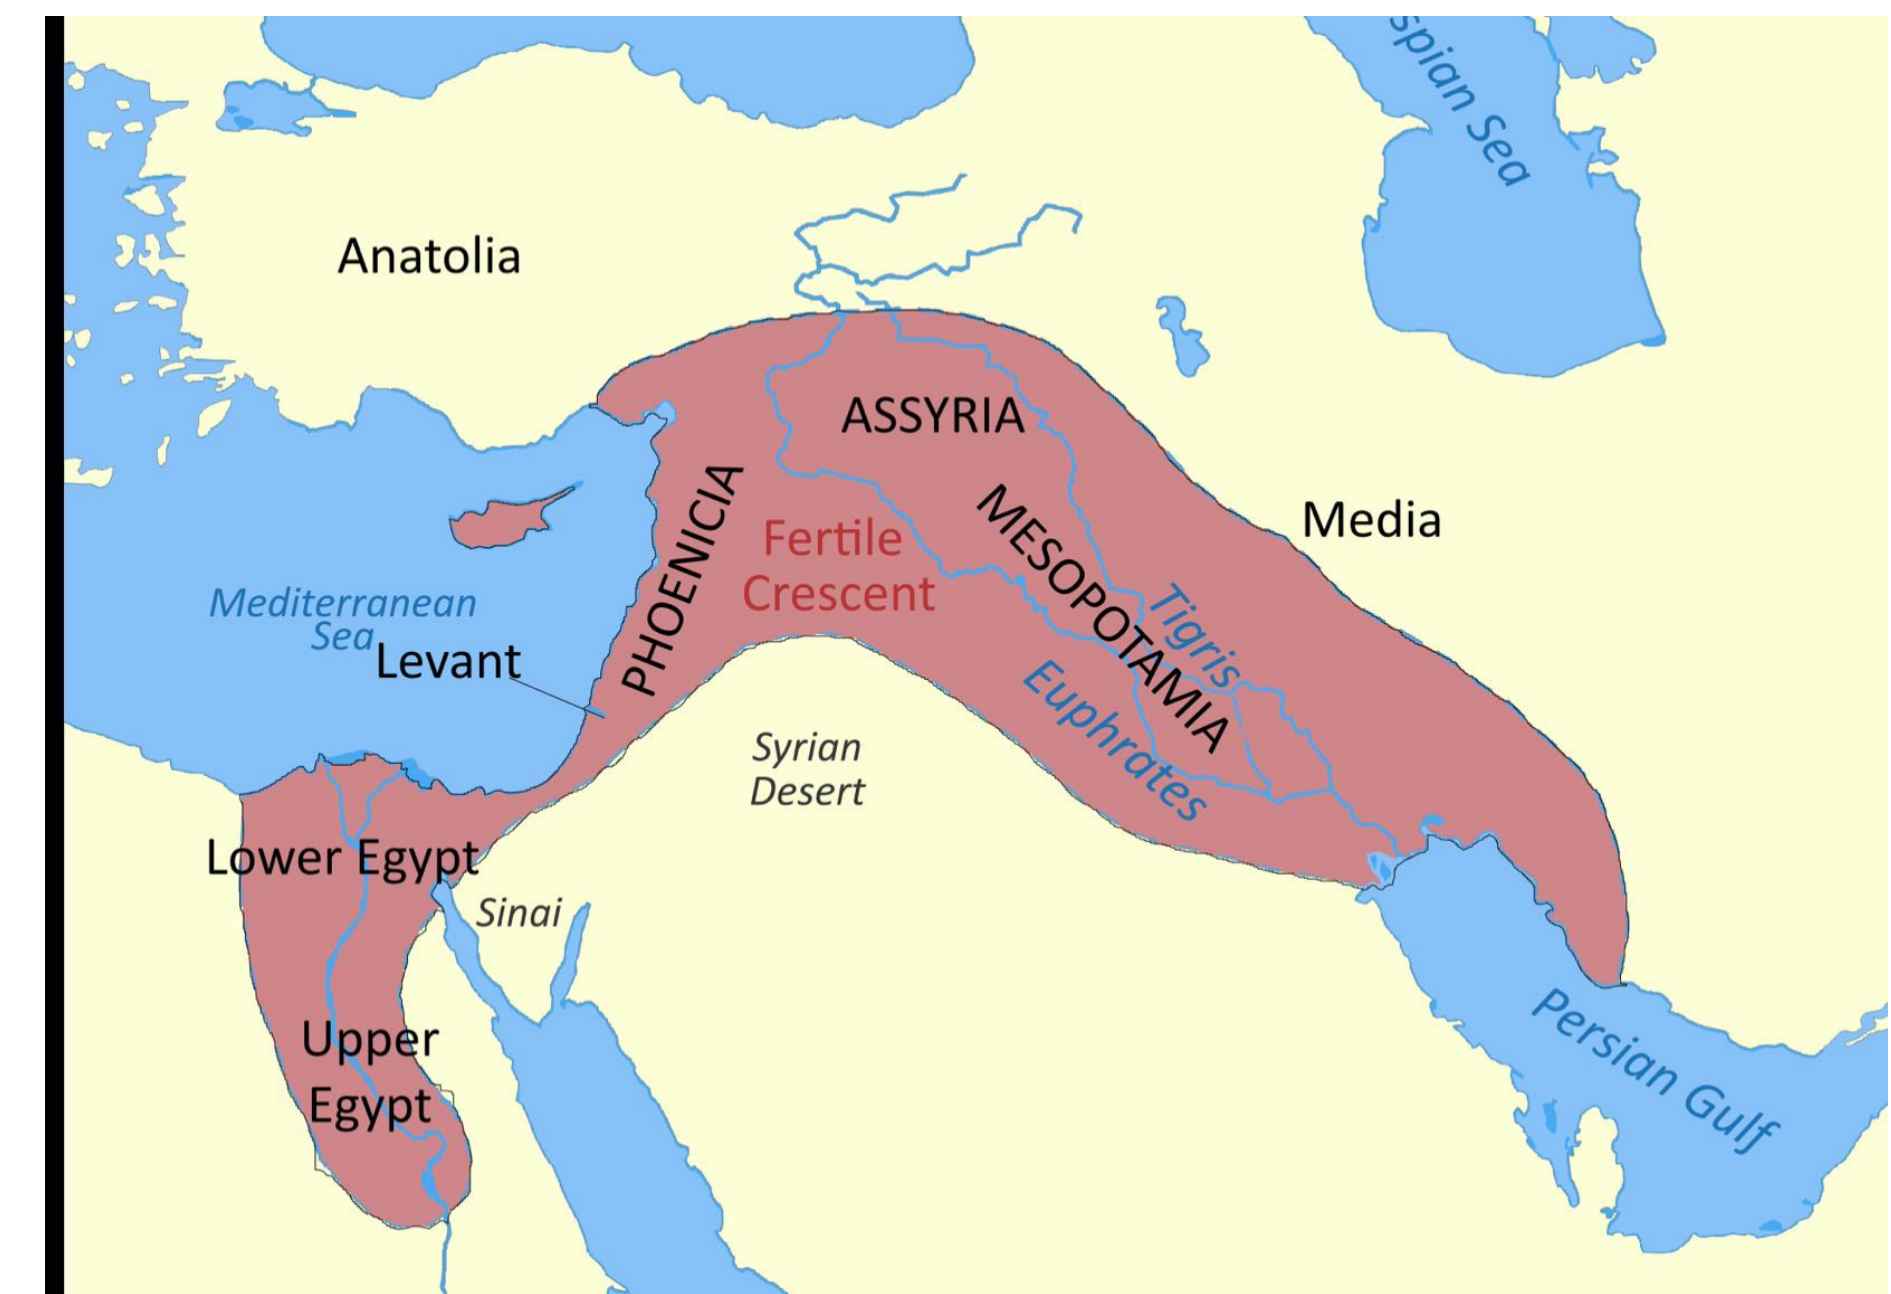 spian Sea
Anatolia
ASSYRIA
PHOENICIA
MESOPOTAMIA
Media
Fertile
Crescent
Mediterranean
Sea
Levant
Tigris
Euphrates
Syrian
Desert
Lower Egypt
Sinai
Upper
Egypt
Persian Gulf